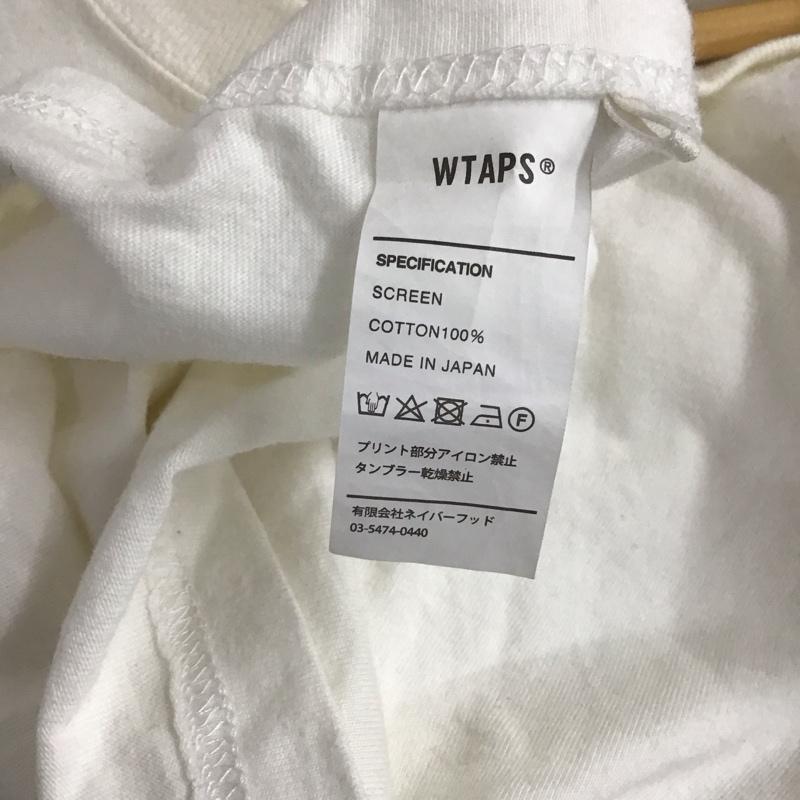 WTAPS®
SPECIFICATION
SCREEN
COTTON100%
MADE IN JAPAN
F
プリント部分アイロン禁止
タンブラー乾燥禁止
有限会社ネイバーフッド
03-5474-0440